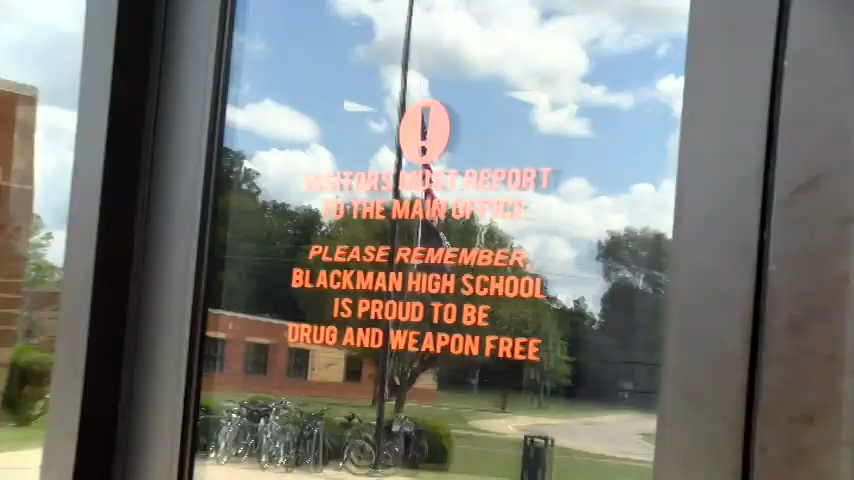 !
VISITORS MUST REPORT
TO THE MAIN OFFICE
PLEASE REMEMBER,
BLACKMAN HIGH SCHOOL
IS PROUD TO BE
DRUG AND WEAPON FREE